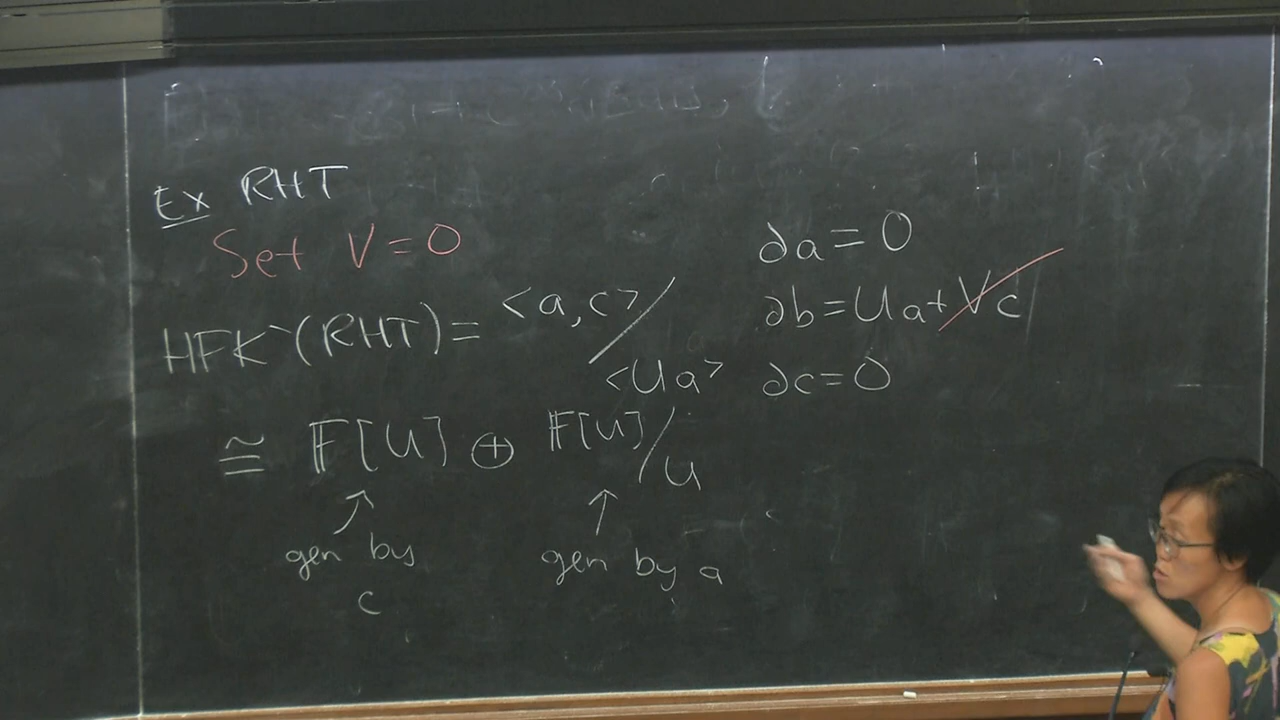 Ex RHT
Set V=0
HFK⁻(RHT) = <a,c> / <Ua>
≅ F[U] ⊕ F[U]/U
↑ ↑
gen by c gen by a
∂a=0
∂b=Ua+Vc
∂c=0